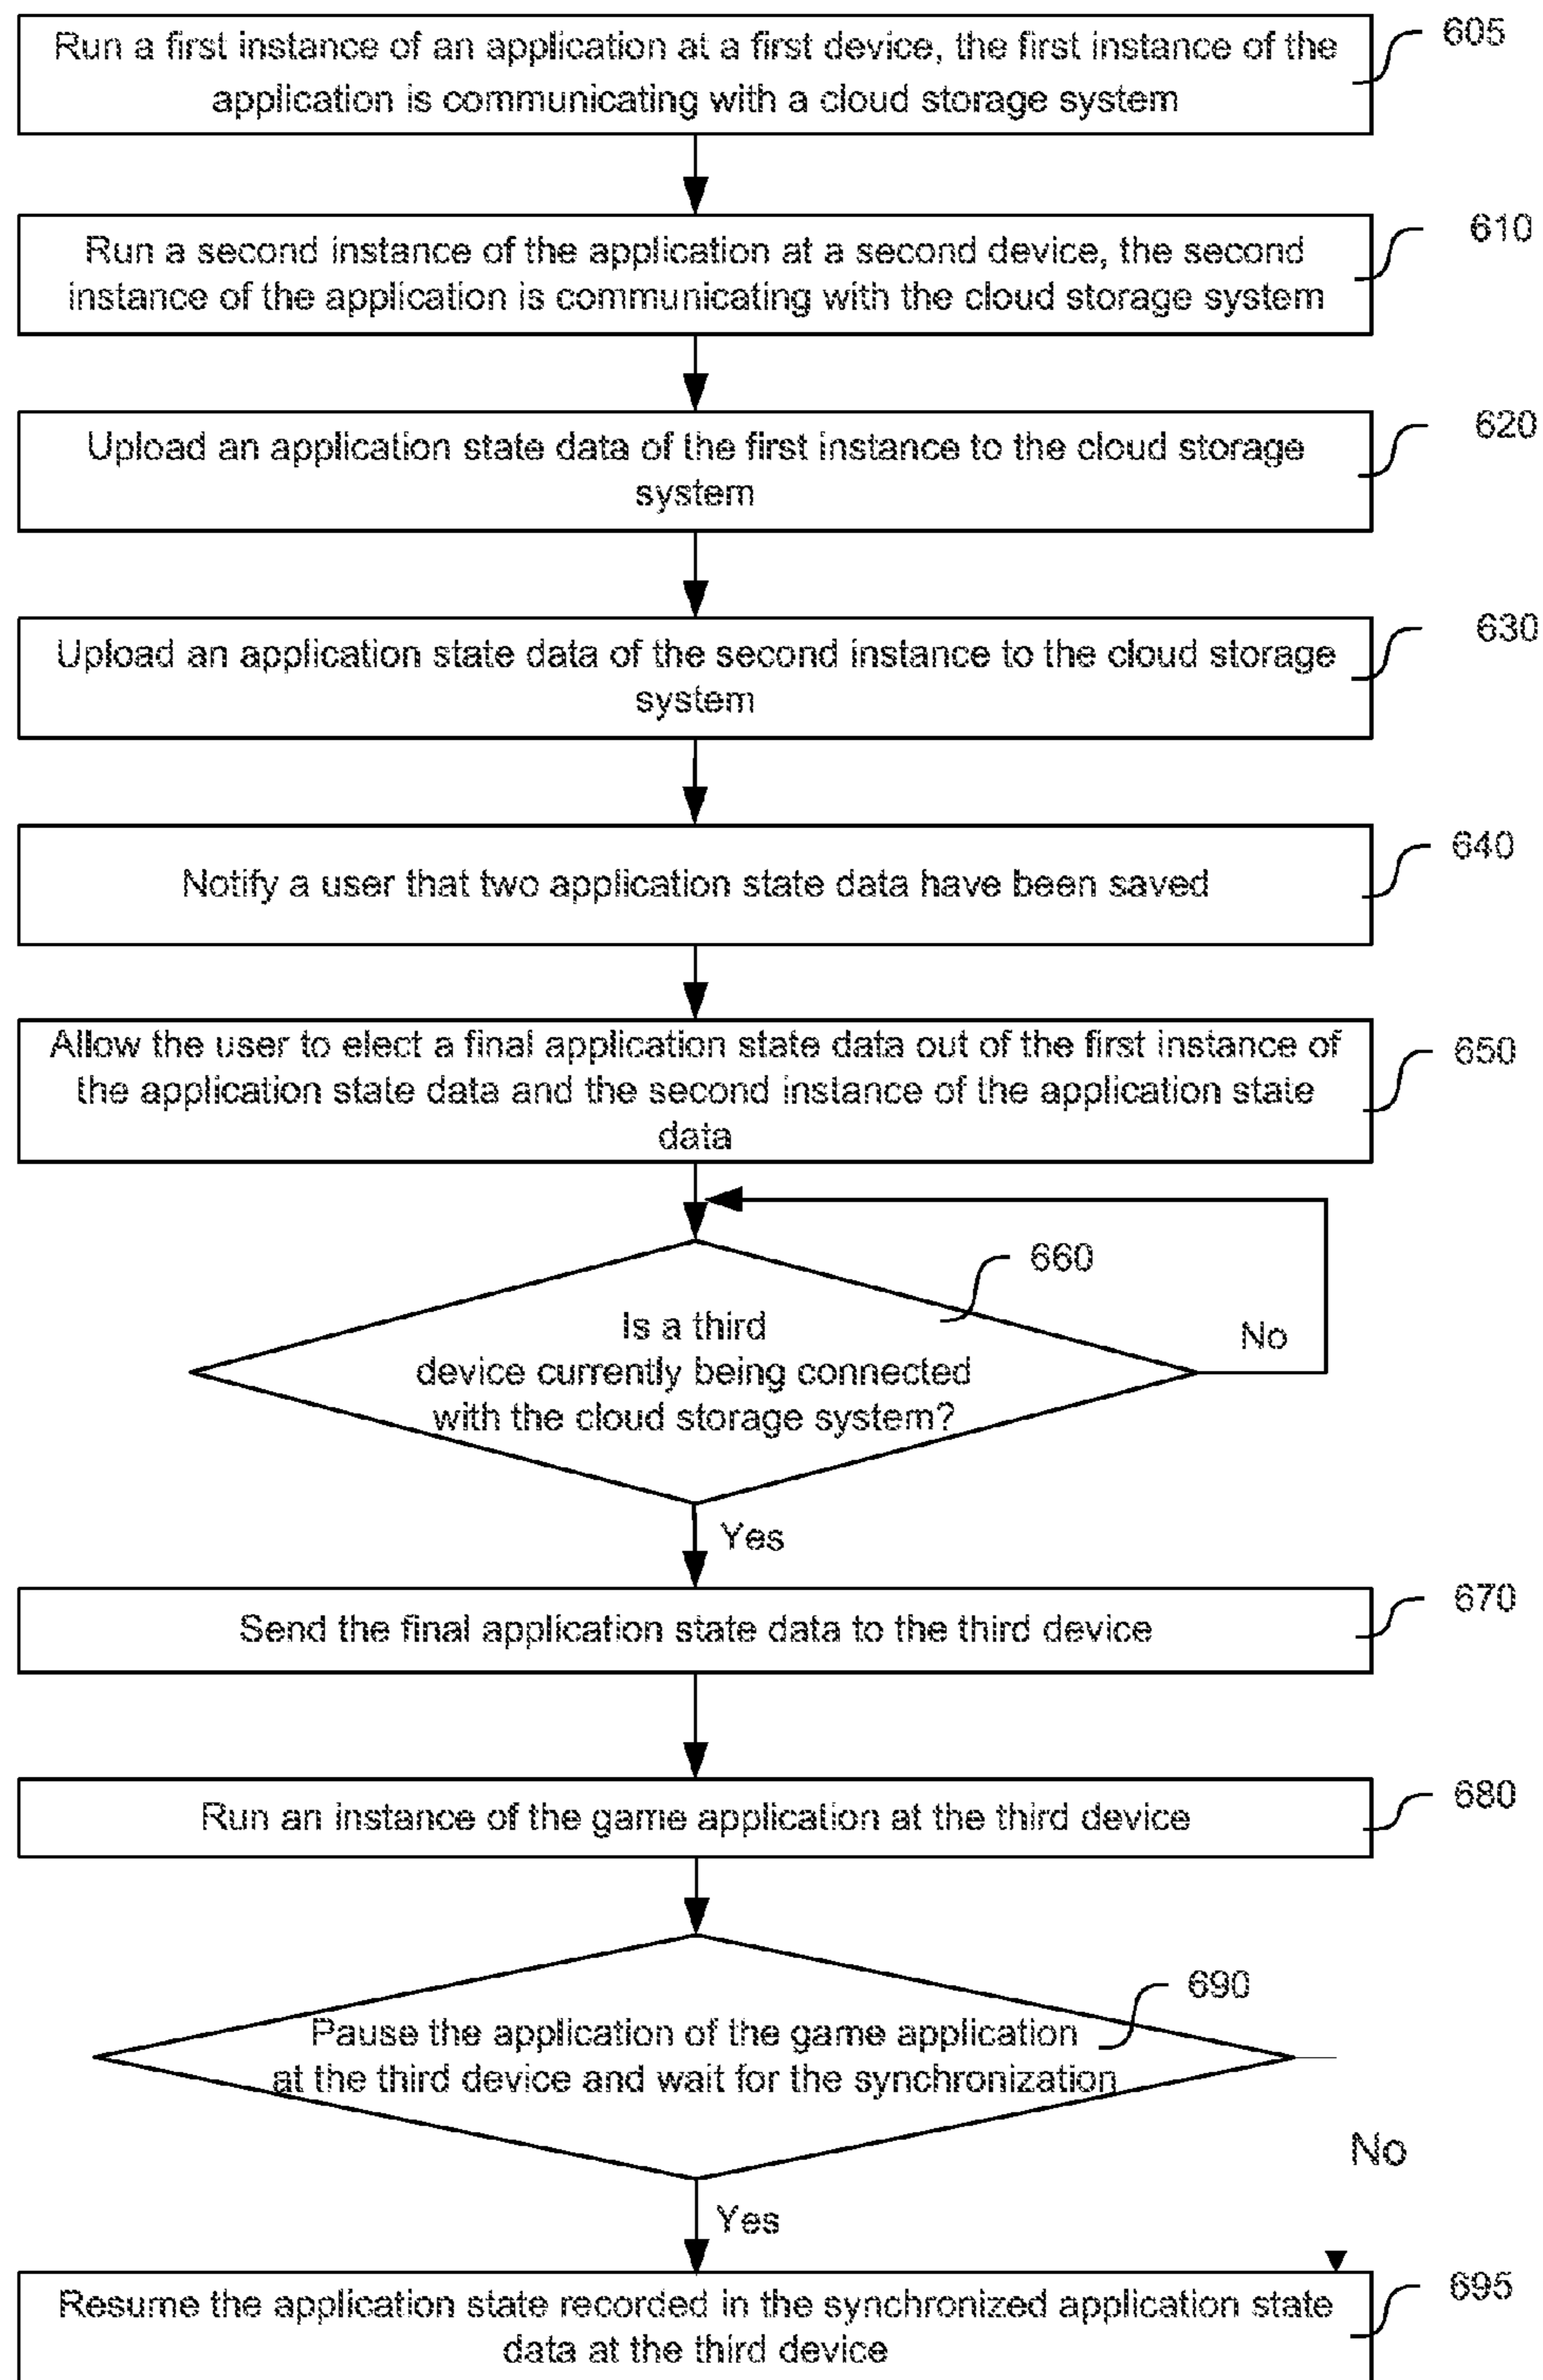 Run a first instance of an application at a first device, the first instance of the
application is communicating with a cloud storage system
605
Run a second instance of the application at a second device, the second
instance of the application is communicating with the cloud storage system
610
Upload an application state data of the first instance to the cloud storage
system
620
Upload an application state data of the second instance to the cloud storage
system
630
Notify a user that two application state data have been saved
640
Allow the user to elect a final application state data out of the first instance of
the application state data and the second instance of the application state
data
650
660
Is a third
device currently being connected
with the cloud storage system?
No
Yes
Send the final application state data to the third device
670
Run an instance of the game application at the third device
680
690
Pause the application of the game application
at the third device and wait for the synchronization
No
Yes
Resume the application state recorded in the synchronized application state
data at the third device
695